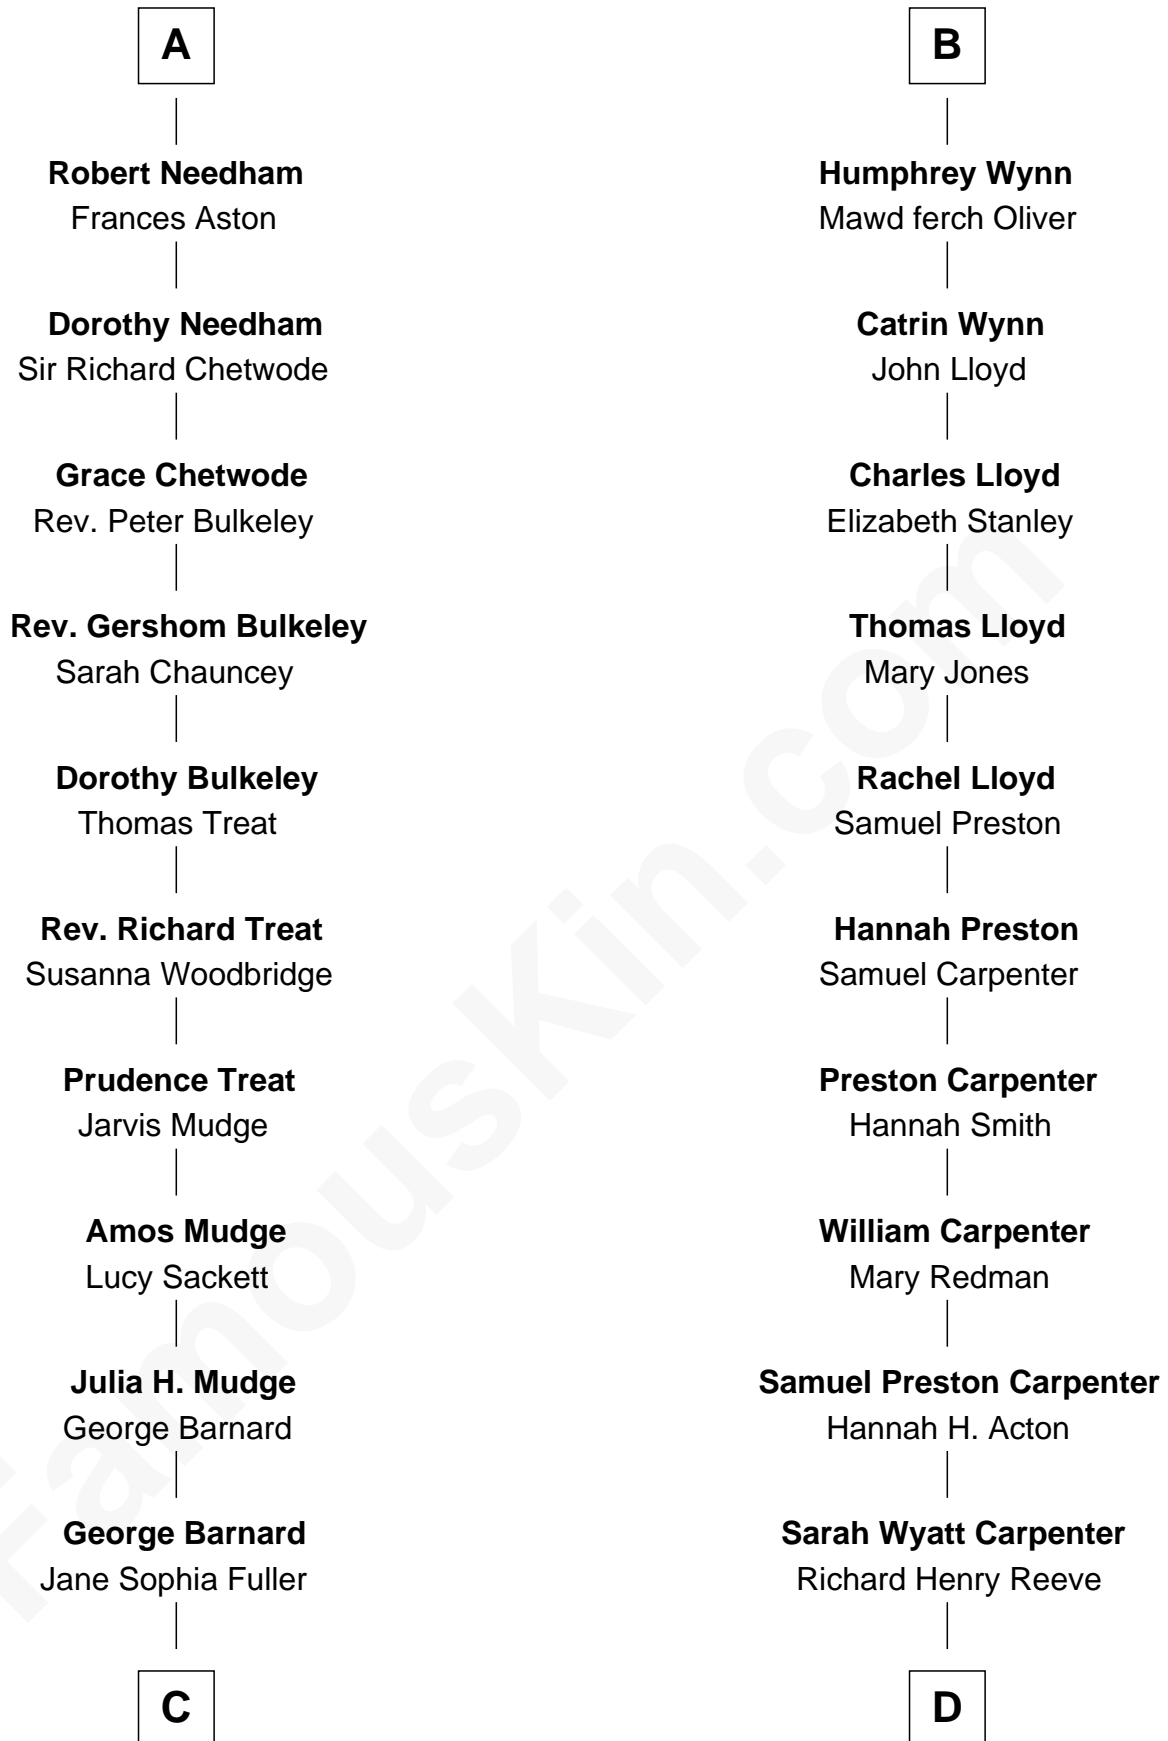 A
Robert Needham
Frances Aston
Dorothy Needham
Sir Richard Chetwode
Grace Chetwode
Rev. Peter Bulkeley
Rev. Gershom Bulkeley
Sarah Chauncey
Dorothy Bulkeley
Thomas Treat
Rev. Richard Treat
Susanna Woodbridge
Prudence Treat
Jarvis Mudge
Amos Mudge
Lucy Sackett
Julia H. Mudge
George Barnard
George Barnard
Jane Sophia Fuller
C
B
Humphrey Wynn
Mawd ferch Oliver
Catrin Wynn
John Lloyd
Charles Lloyd
Elizabeth Stanley
Thomas Lloyd
Mary Jones
Rachel Lloyd
Samuel Preston
Hannah Preston
Samuel Carpenter
Preston Carpenter
Hannah Smith
William Carpenter
Mary Redman
Samuel Preston Carpenter
Hannah H. Acton
Sarah Wyatt Carpenter
Richard Henry Reeve
D
FamousKin.com